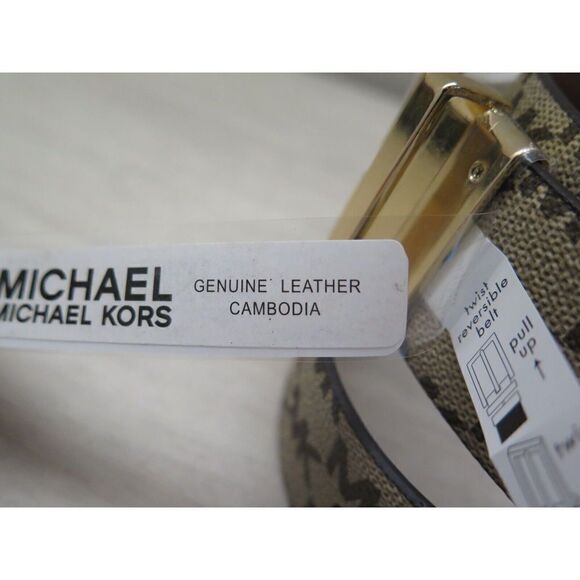 MICHAEL
MICHAEL KORS
GENUINE LEATHER
CAMBODIA
twist
reversible
belt
pull
up ↑